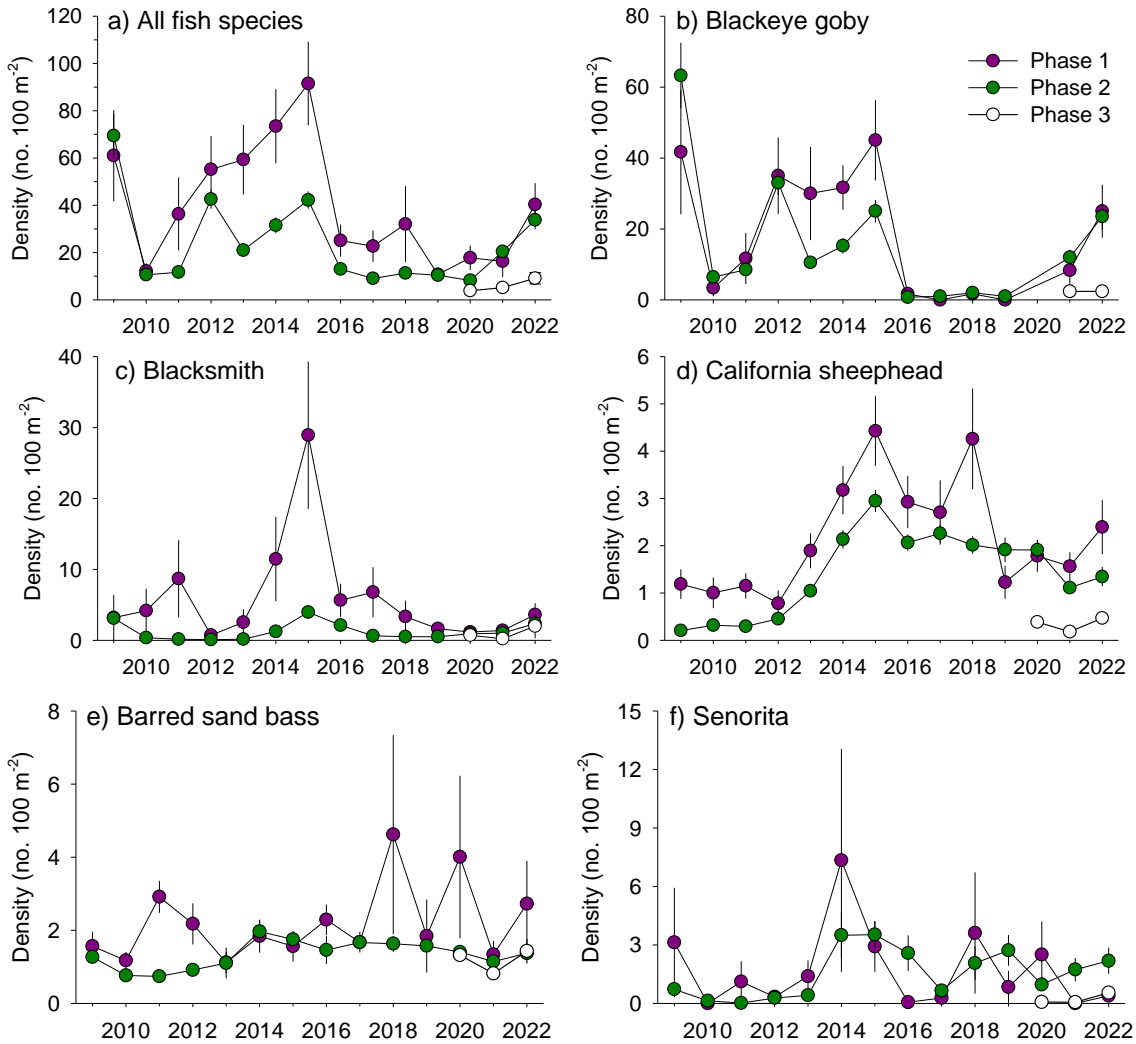 a) All fish species
Density (no. 100 m-2)
120
100
80
60
40
20
0
2010 2012 2014 2016 2018 2020 2022
b) Blackeye goby
Phase 1
Phase 2
Phase 3
Density (no. 100 m-2)
80
60
40
20
0
2010 2012 2014 2016 2018 2020 2022
c) Blacksmith
Density (no. 100 m-2)
40
30
20
10
0
2010 2012 2014 2016 2018 2020 2022
d) California sheephead
Density (no. 100 m-2)
6
5
4
3
2
1
0
2010 2012 2014 2016 2018 2020 2022
e) Barred sand bass
Density (no. 100 m-2)
8
6
4
2
0
2010 2012 2014 2016 2018 2020 2022
f) Senorita
Density (no. 100 m-2)
15
12
9
6
3
0
2010 2012 2014 2016 2018 2020 2022